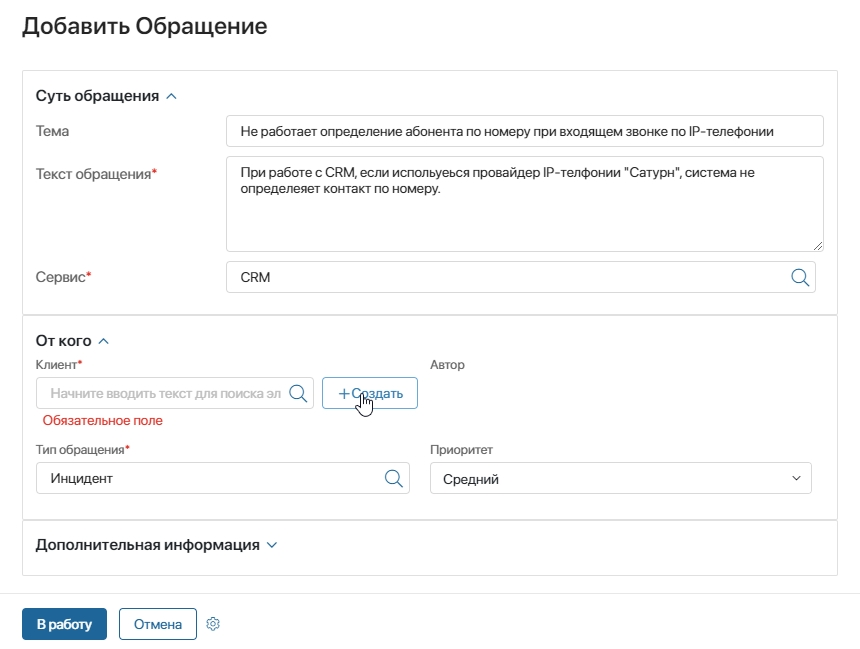 Добавить Обращение
Суть обращения
Тема
Не работает определение абонента по номеру при входящем звонке по IP-телефонии
Текст обращения*
При работе с CRM, если испольуеься провайдер IP-телфонии "Сатурн", система не
определеяет контакт по номеру.
Сервис*
CRM
От кого
Клиент*
Автор
Начните вводить текст для поиска эл
+Создать
Обязательное поле
Тип обращения*
Приоритет
Инцидент
Средний
Дополнительная информация
В работу
Отмена